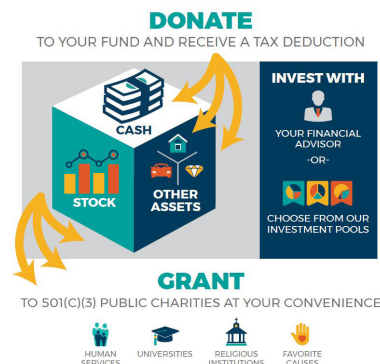 DONATE
TO YOUR FUND AND RECEIVE A TAX DEDUCTION
CASH
STOCK
OTHER
ASSETS
INVEST WITH
YOUR FINANCIAL
ADVISOR
-OR-
CHOOSE FROM OUR
INVESTMENT POOLS
GRANT
TO 501(C)(3) PUBLIC CHARITIES AT YOUR CONVENIENCE
HUMAN
SERVICES
UNIVERSITIES
RELIGIOUS
INSTITUTIONS
FAVORITE
CAUSES